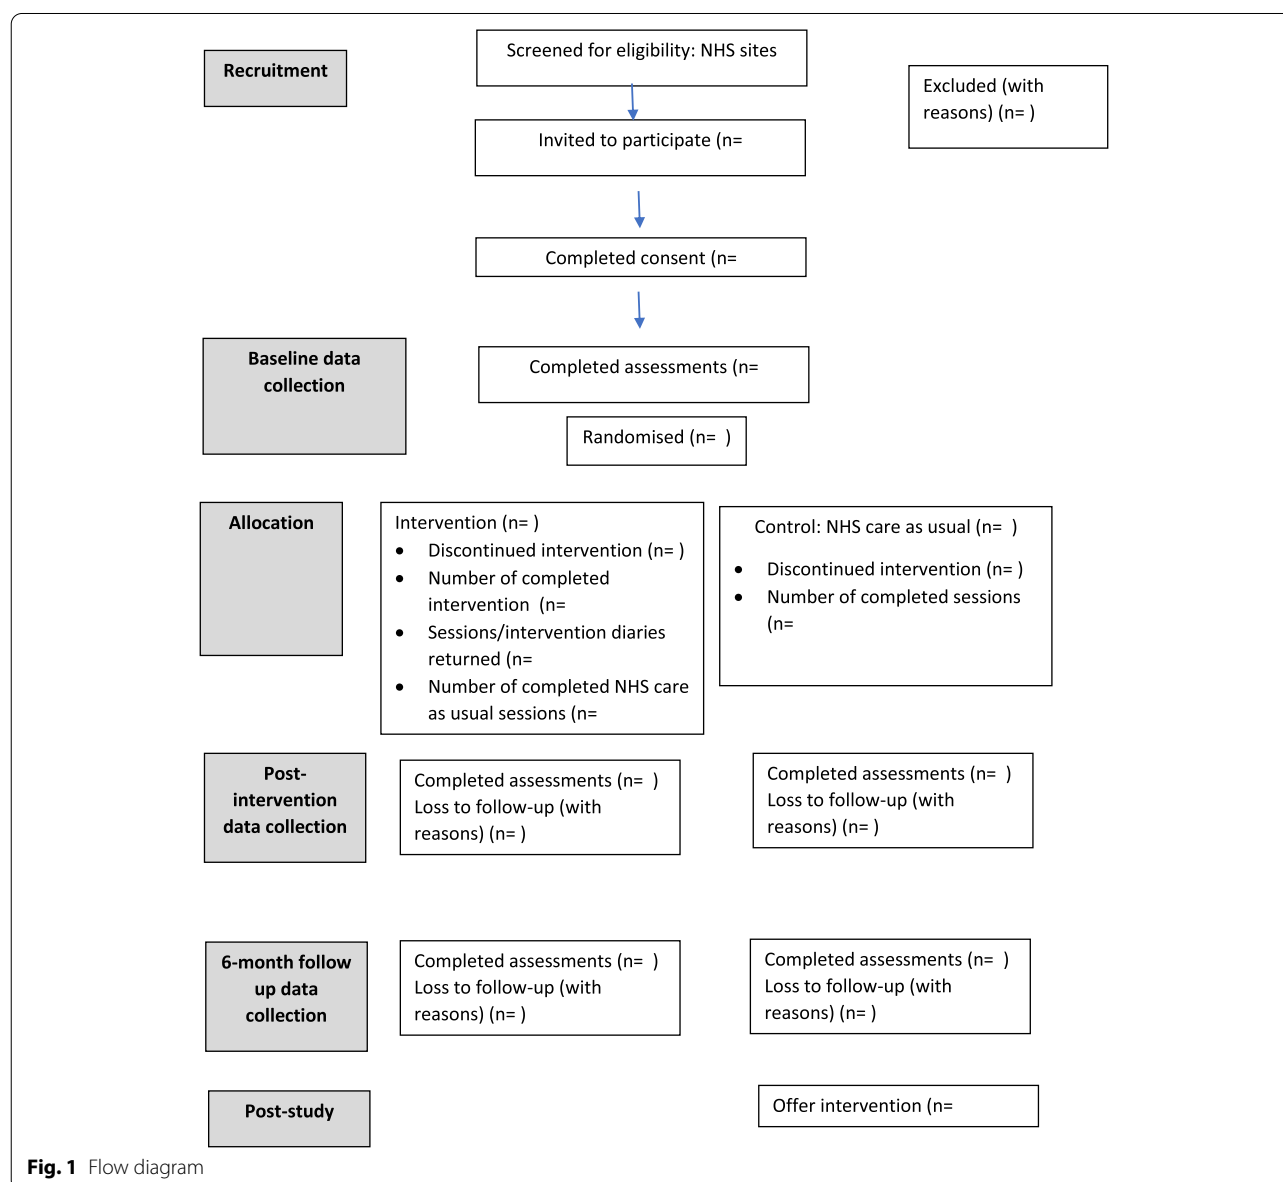 Recruitment
Screened for eligibility: NHS sites
Excluded (with
reasons) (n= )
Invited to participate (n=
Completed consent (n=
Baseline data
collection
Completed assessments (n=
Randomised (n=  )
Allocation
Intervention (n= )
• Discontinued intervention (n= )
• Number of completed
intervention  (n=
• Sessions/intervention diaries
returned (n=
• Number of completed NHS care
as usual sessions (n=
Control: NHS care as usual (n=  )
• Discontinued intervention (n= )
• Number of completed sessions
(n=
Post-
intervention
data collection
Completed assessments (n=  )
Loss to follow-up (with
reasons) (n= )
Completed assessments (n=  )
Loss to follow-up (with
reasons) (n= )
6-month follow
up data
collection
Completed assessments (n=  )
Loss to follow-up (with
reasons) (n= )
Completed assessments (n=  )
Loss to follow-up (with
reasons) (n= )
Post-study
Offer intervention (n=
Fig. 1  Flow diagram